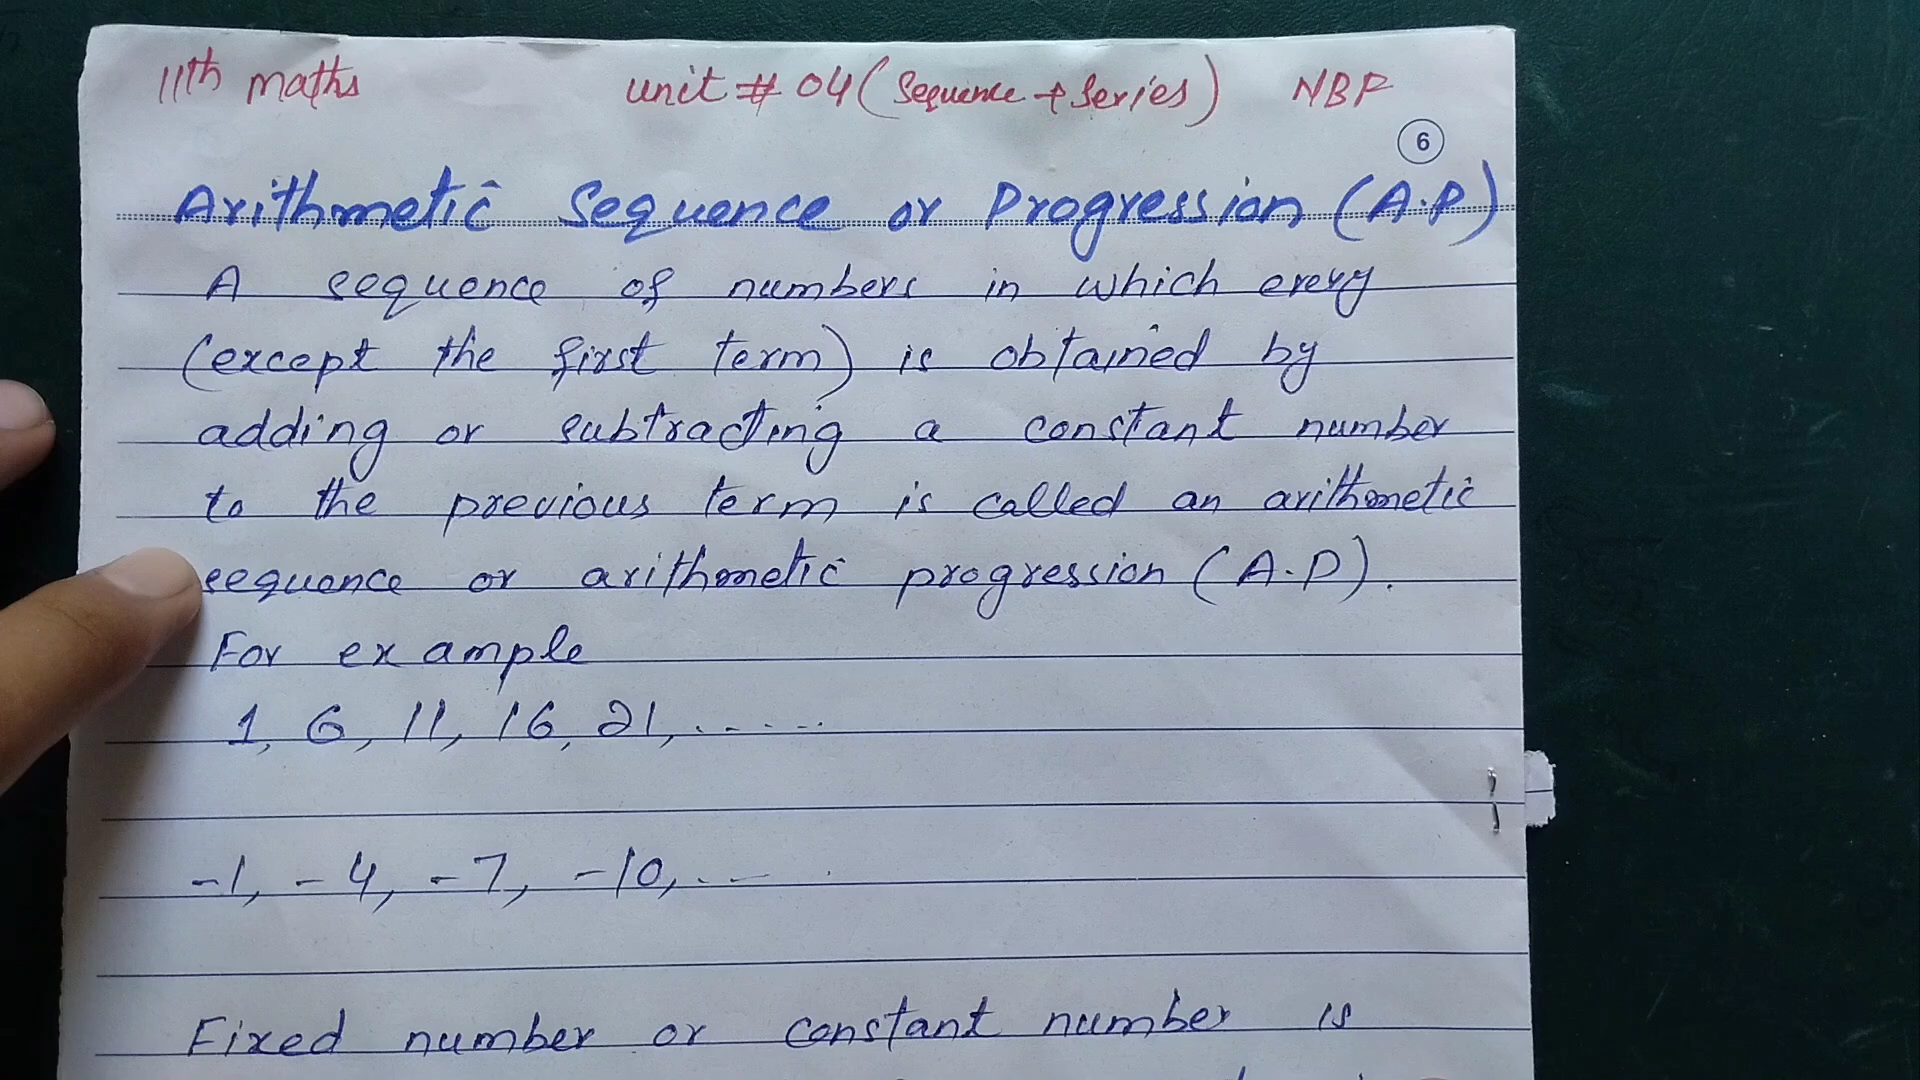 11th maths unit # 04 (Sequence + Series) NBF
6
Arithmetic Sequence or Progression (A.P)
A sequence of numbers in which every
(except the first term) is obtained by
adding or subtracting a constant number
to the previous term is called an arithmetic
sequence or arithmetic progression (A.P).
For example
1, 6, 11, 16, 21, ......
-1, -4, -7, -10, ...
Fixed number or constant number is